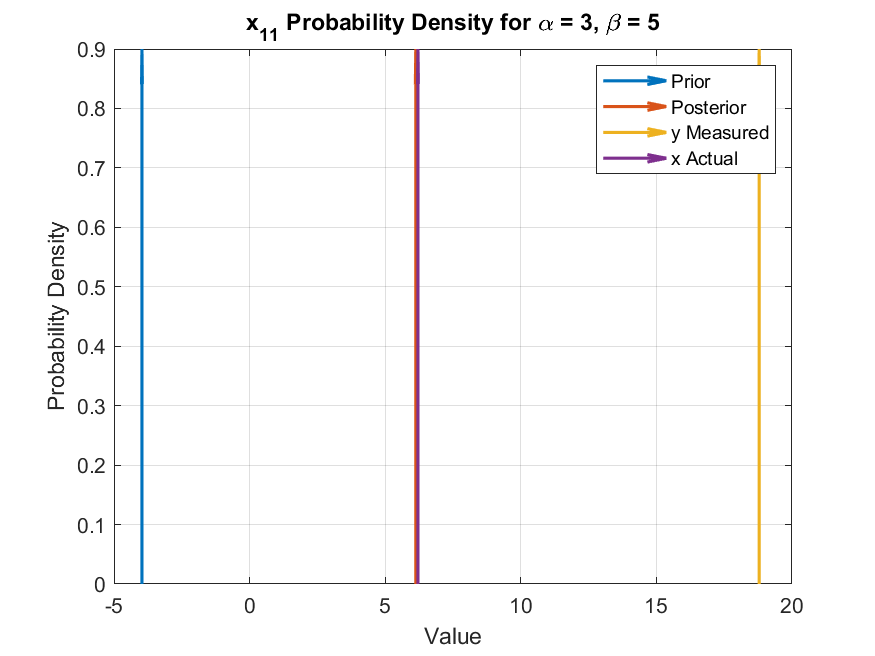 x11 Probability Density for α = 3, β = 5
0.9
0.8
0.7
0.6
0.5
0.4
0.3
0.2
0.1
0
Probability Density
Prior
Posterior
y Measured
x Actual
-5 0 5 10 15 20
Value